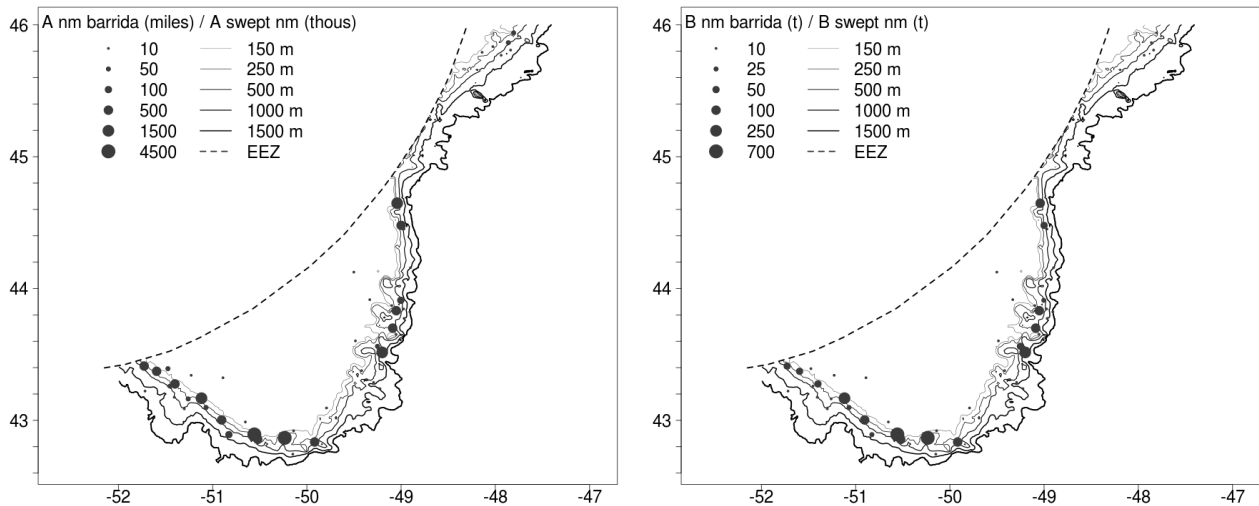 A nm barrida (miles) / A swept nm (thous)
10 150 m
50 250 m
100 500 m
500 1000 m
1500 1500 m
4500 EEZ
46
45
44
43
-52 -51 -50 -49 -48 -47
B nm barrida (t) / B swept nm (t)
10 150 m
25 250 m
50 500 m
100 1000 m
250 1500 m
700 EEZ
46
45
44
43
-52 -51 -50 -49 -48 -47